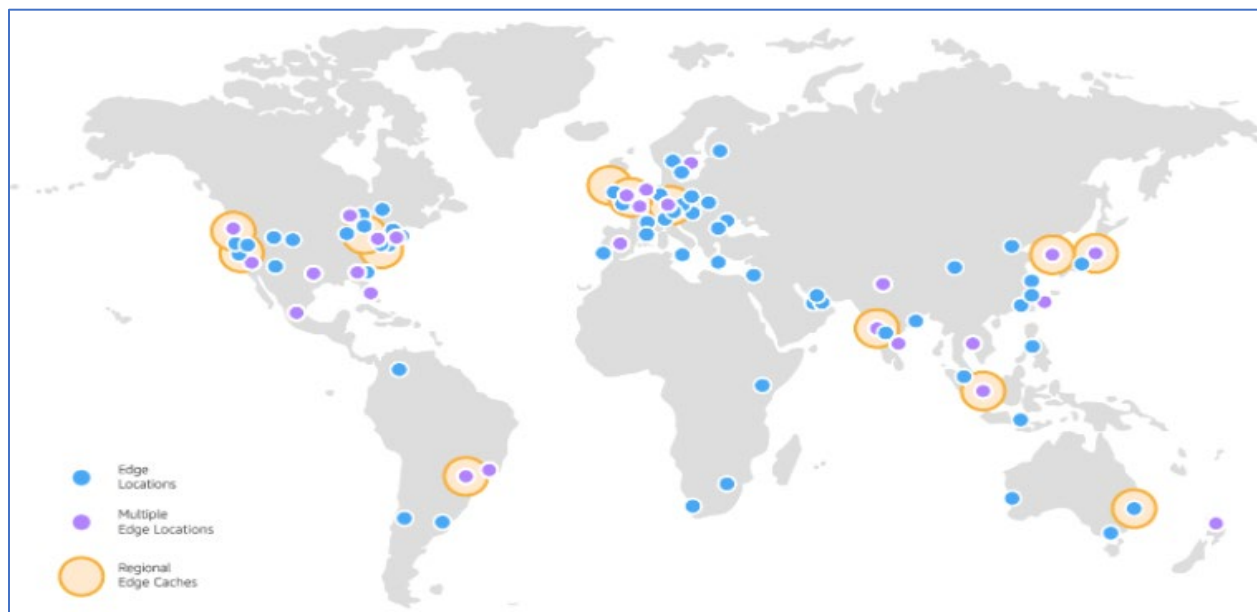 Edge
Locations
Multiple
Edge Locations
Regional
Edge Caches